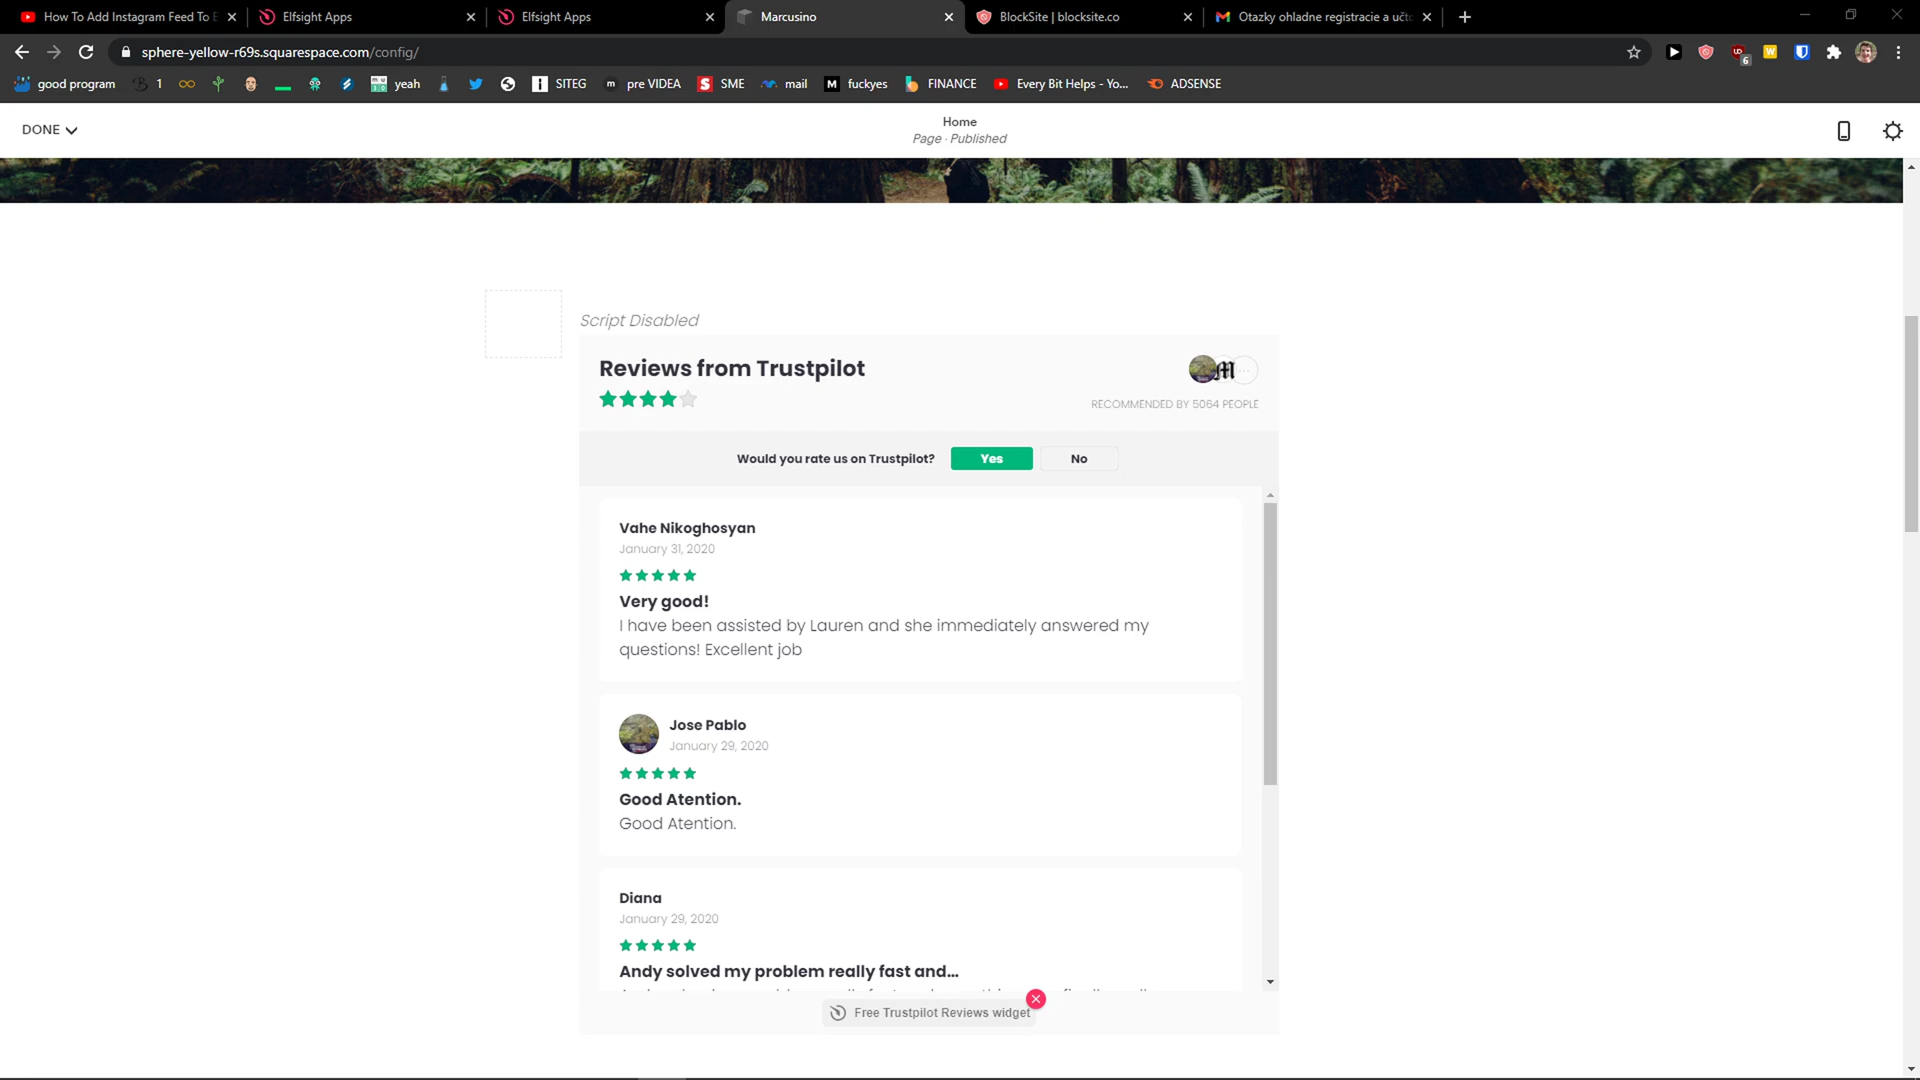 How To Add Instagram Feed To
Elfsight Apps
Elfsight Apps
Marcusino
BlockSite | blocksite.co
Otazky ohladne registracie a učt
sphere-yellow-r69s.squarespace.com/config/
6
good program
1
yeah
SITEG
pre VIDEA
SME
mail
fuckyes
FINANCE
Every Bit Helps - Yo...
ADSENSE
DONE
Home
Page · Published
Script Disabled
Reviews from Trustpilot
RECOMMENDED BY 5064 PEOPLE
Would you rate us on Trustpilot?
Yes
No
Vahe Nikoghosyan
January 31, 2020
Very good!
I have been assisted by Lauren and she immediately answered my
questions! Excellent job
Jose Pablo
January 29, 2020
Good Atention.
Good Atention.
Diana
January 29, 2020
Andy solved my problem really fast and...
Free Trustpilot Reviews widget